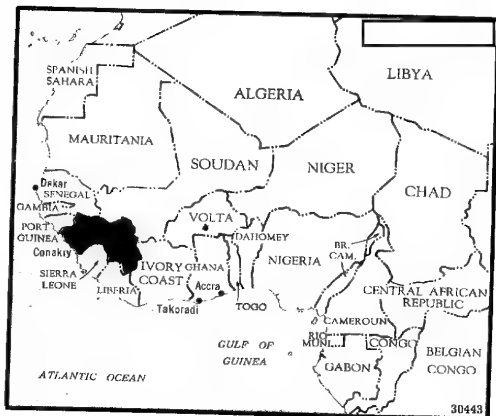 SPANISH
SAHARA
ALGERIA
LIBYA
MAURITANIA
SOUDAN
NIGER
CHAD
Dakar
SENEGAL
GAMBIA
PORT
GUINEA
Conakry
SIERRA
LEONE
LIBERIA
IVORY
COAST
VOLTA
GHANA
Accra
Takoradi
DAHOMEY
TOGO
NIGERIA
BR.
CAM.
CENTRAL AFRICAN
REPUBLIC
CAMEROUN
RIO
MUNI
CONGO
GABON
BELGIAN
CONGO
GULF OF
GUINEA
ATLANTIC OCEAN
30443